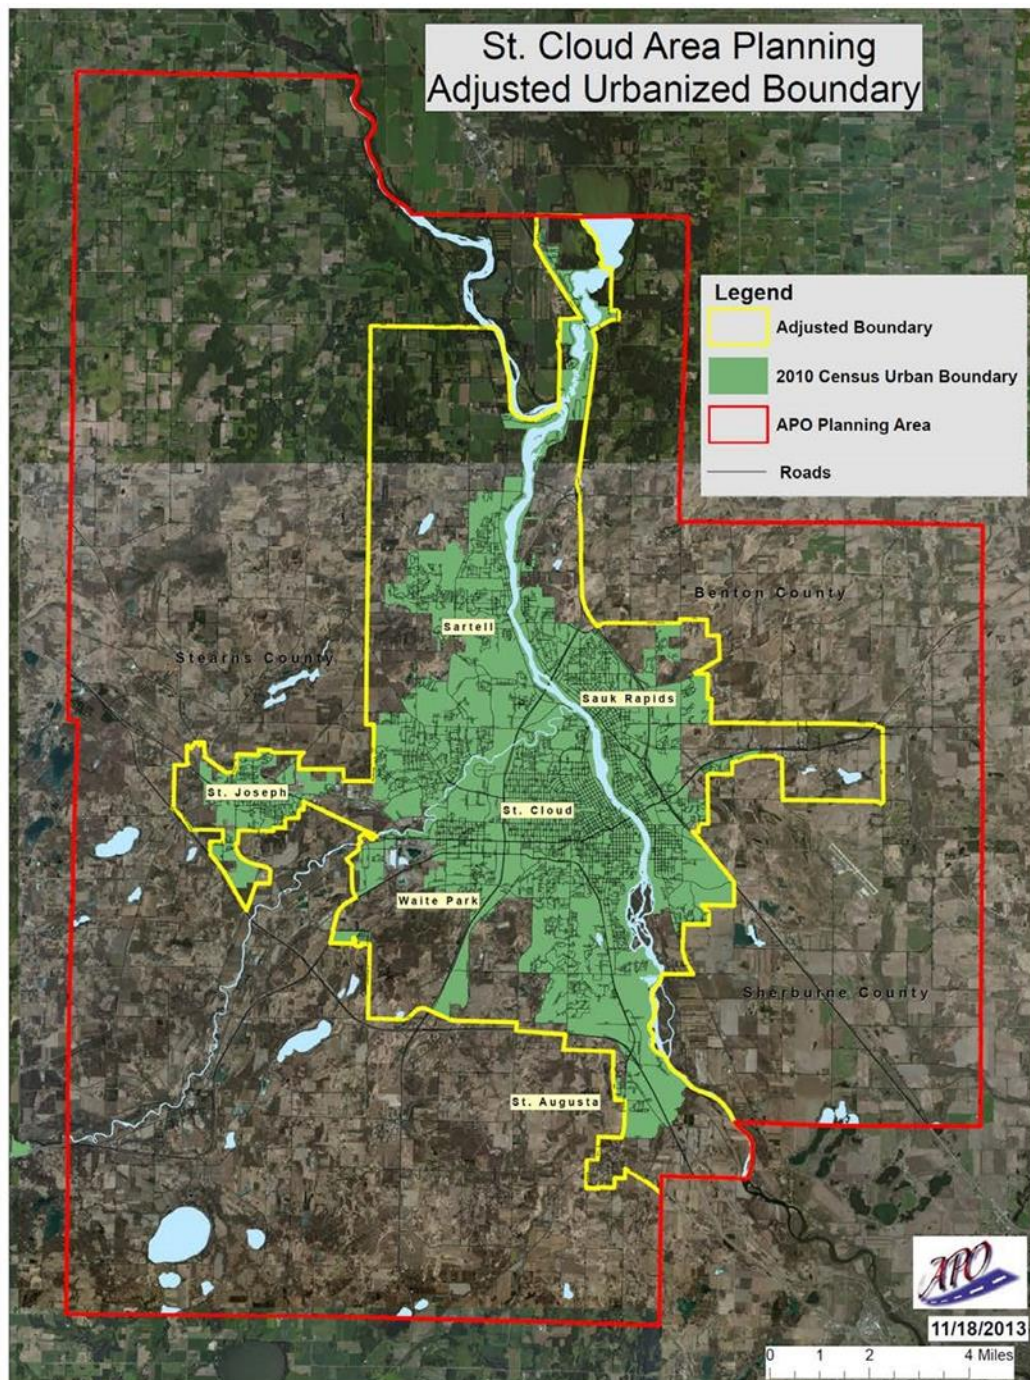 St. Cloud Area Planning
Adjusted Urbanized Boundary
Legend
Adjusted Boundary
2010 Census Urban Boundary
APO Planning Area
Roads
Benton County
Sartell
Stearns County
Sauk Rapids
St. Joseph
St. Cloud
Waite Park
Sherburne County
St. Augusta
APO
11/18/2013
0 1 2 4 Miles